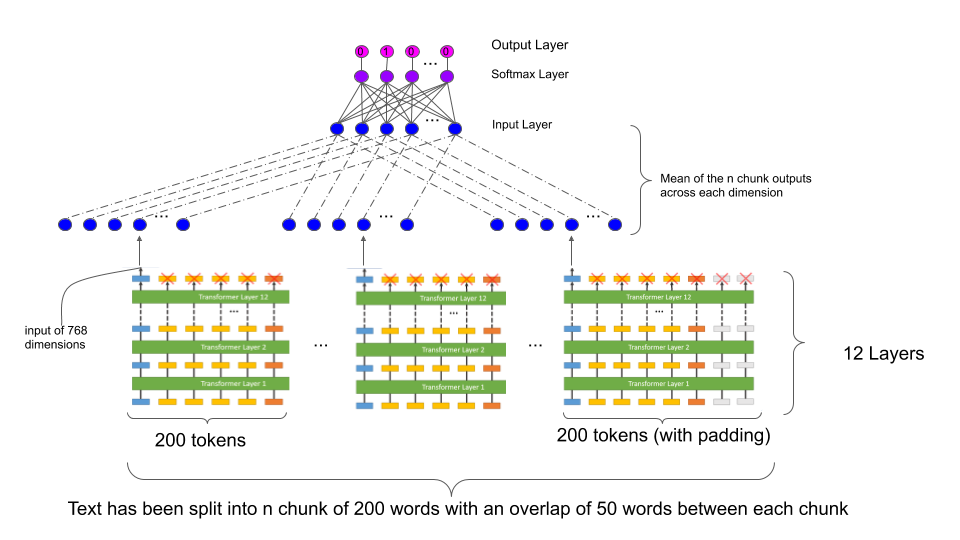 Output Layer
0 1 0 0
...
Softmax Layer
...
Input Layer
Mean of the n chunk outputs
across each dimension
... ... ...
Transformer Layer 12 Transformer Layer 12 Transformer Layer 12
... ... ...
input of 768
dimensions
Transformer Layer 2 ... Transformer Layer 2 ... Transformer Layer 2
12 Layers
Transformer Layer 1 Transformer Layer 1 Transformer Layer 1
200 tokens
200 tokens (with padding)
Text has been split into n chunk of 200 words with an overlap of 50 words between each chunk